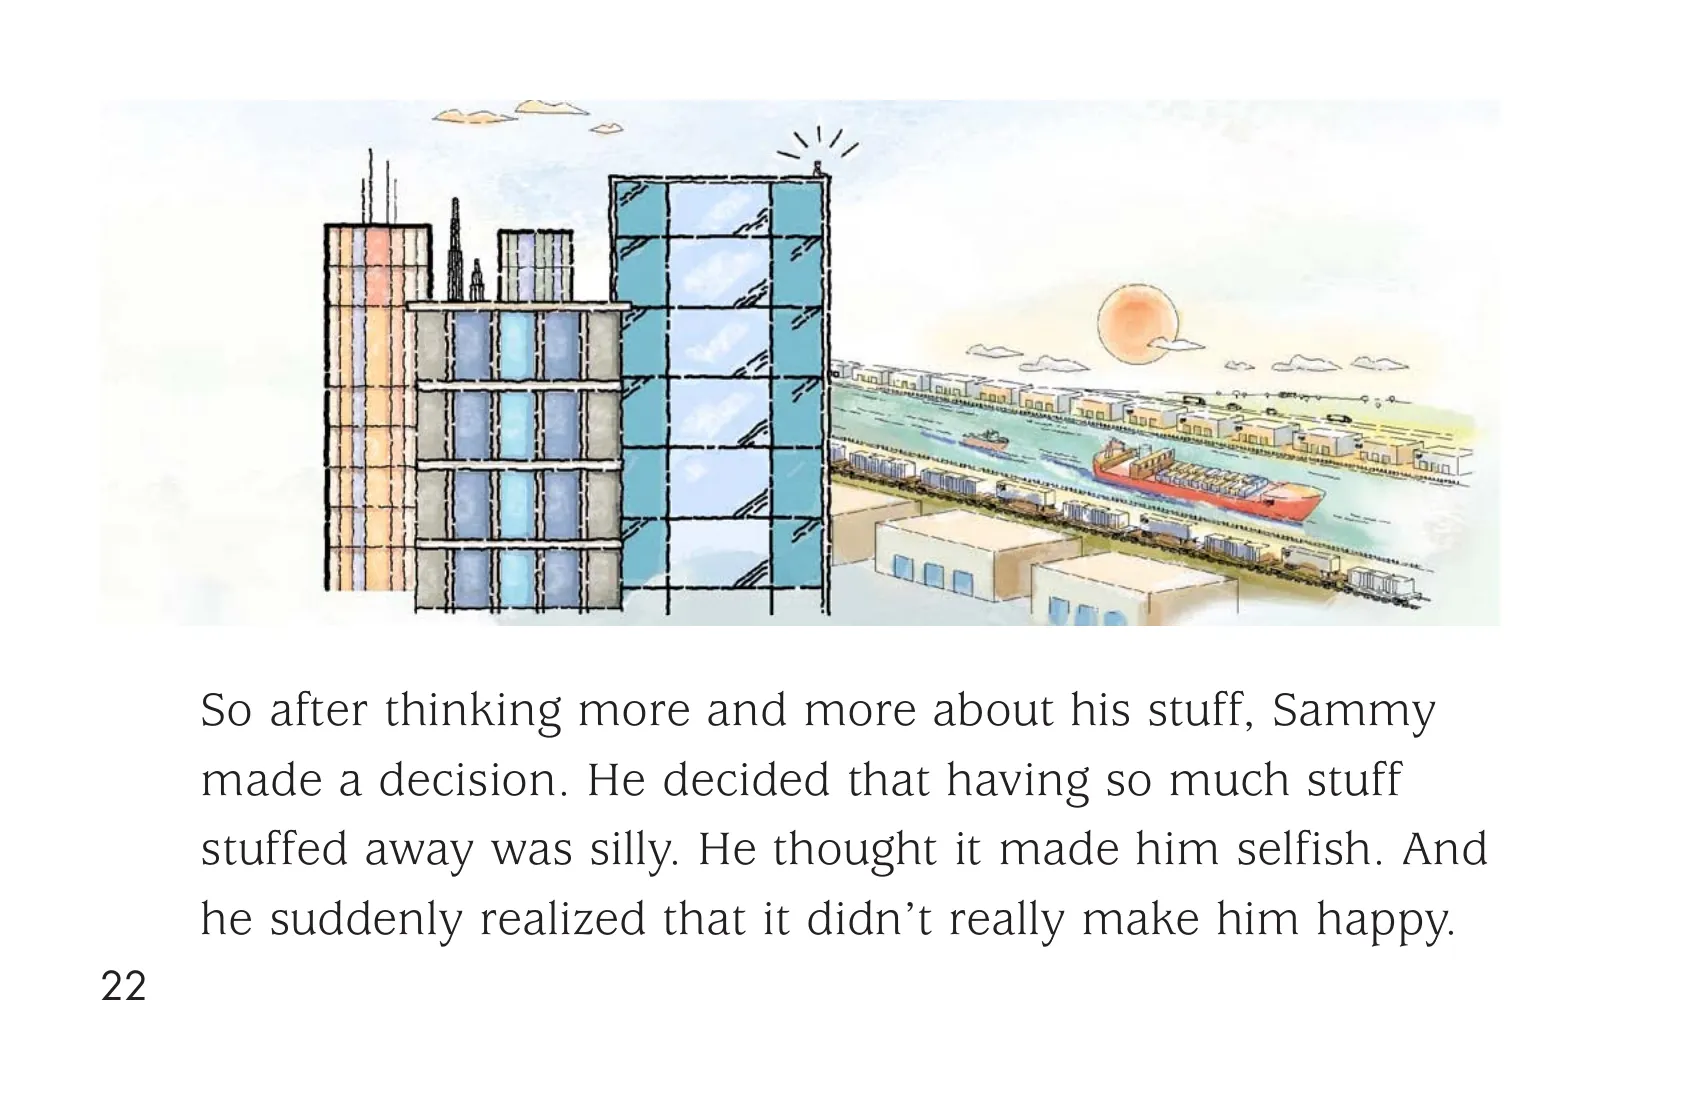 So after thinking more and more about his stuff, Sammy
made a decision. He decided that having so much stuff
stuffed away was silly. He thought it made him selfish. And
he suddenly realized that it didn’t really make him happy.
22